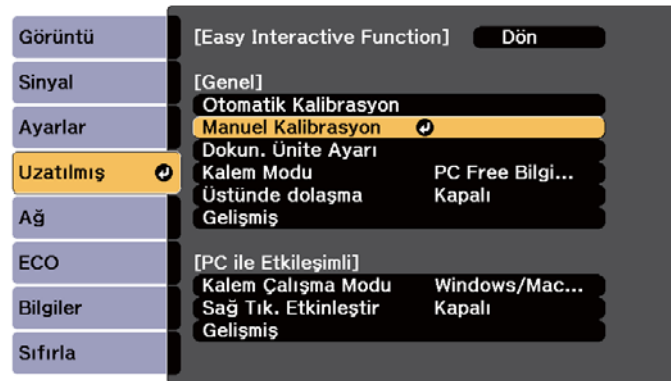 Görüntü
Sinyal
Ayarlar
Uzatılmış
Ağ
ECO
Bilgiler
Sıfırla
[Easy Interactive Function] Dön
[Genel]
Otomatik Kalibrasyon
Manuel Kalibrasyon
Dokun. Ünite Ayarı
Kalem Modu PC Free Bilgi...
Üstünde dolaşma Kapalı
Gelişmiş
[PC ile Etkileşimli]
Kalem Çalışma Modu Windows/Mac...
Sağ Tık. Etkinleştir Kapalı
Gelişmiş